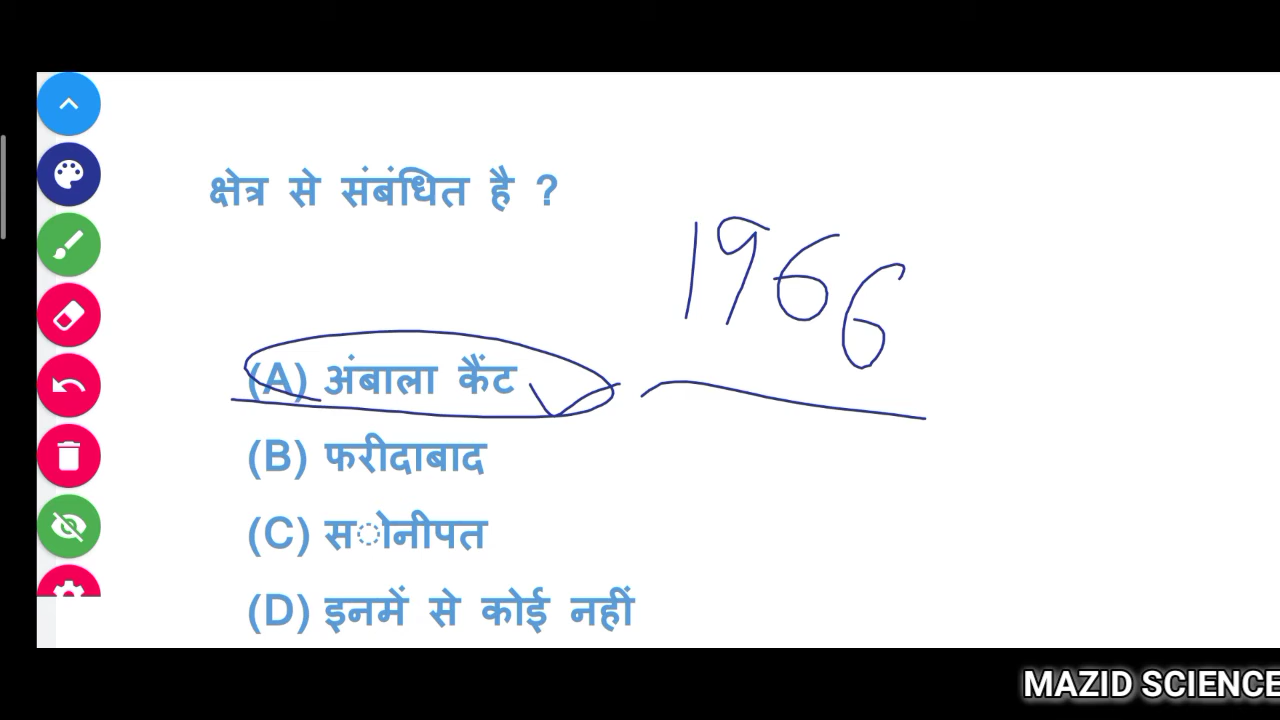 क्षेत्र से संबंधित है ?
1966
(A) अंबाला कैंट
(B) फरीदाबाद
(C) स ोनीपत
(D) इनमें से कोई नहीं
MAZID SCIENCE